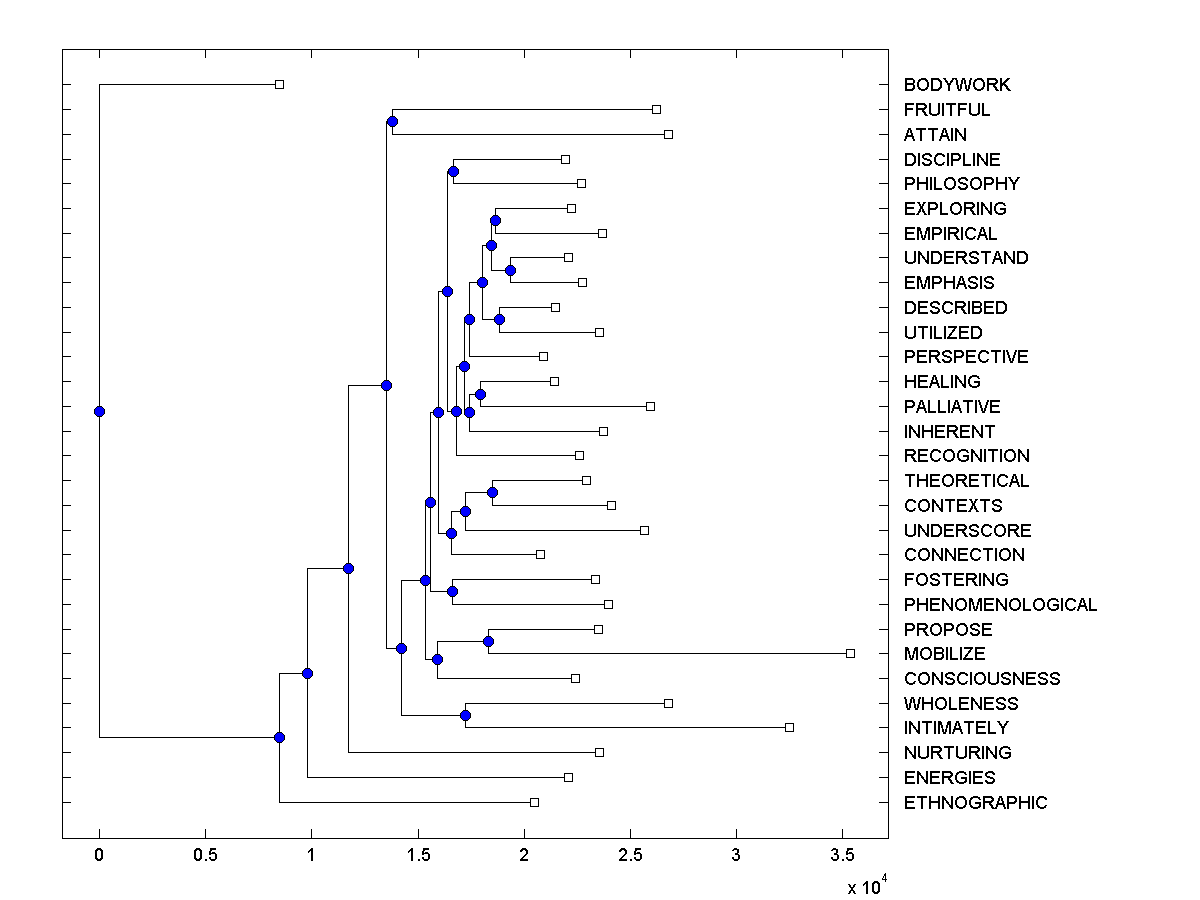 BODYWORK
FRUITFUL
ATTAIN
DISCIPLINE
PHILOSOPHY
EXPLORING
EMPIRICAL
UNDERSTAND
EMPHASIS
DESCRIBED
UTILIZED
PERSPECTIVE
HEALING
PALLIATIVE
INHERENT
RECOGNITION
THEORETICAL
CONTEXTS
UNDERSCORE
CONNECTION
FOSTERING
PHENOMENOLOGICAL
PROPOSE
MOBILIZE
CONSCIOUSNESS
WHOLENESS
INTIMATELY
NURTURING
ENERGIES
ETHNOGRAPHIC
0 0.5 1 1.5 2 2.5 3 3.5
x 10^4